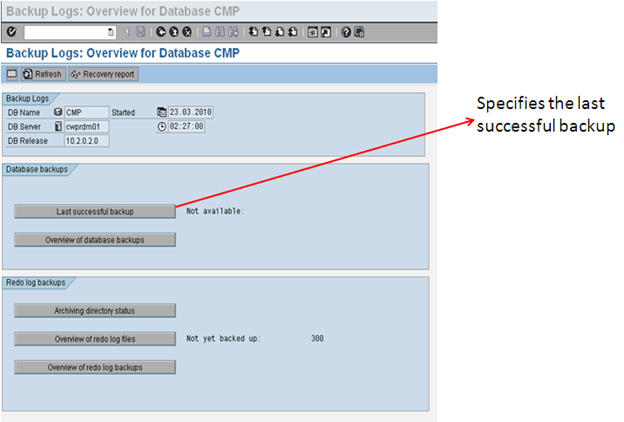 Backup Logs: Overview for Database CMP
Backup Logs: Overview for Database CMP
Refresh Recovery report
Backup Logs
DB Name CMP Started 23.03.2010
DB Server cwprdm01 02:27:00
DB Release 10.2.0.2.0
Specifies the last
successful backup
Database backups
Last successful backup Not available:
Overview of database backups
Redo log backups
Archiving directory status
Overview of redo log files Not yet backed up: 300
Overview of redo log backups